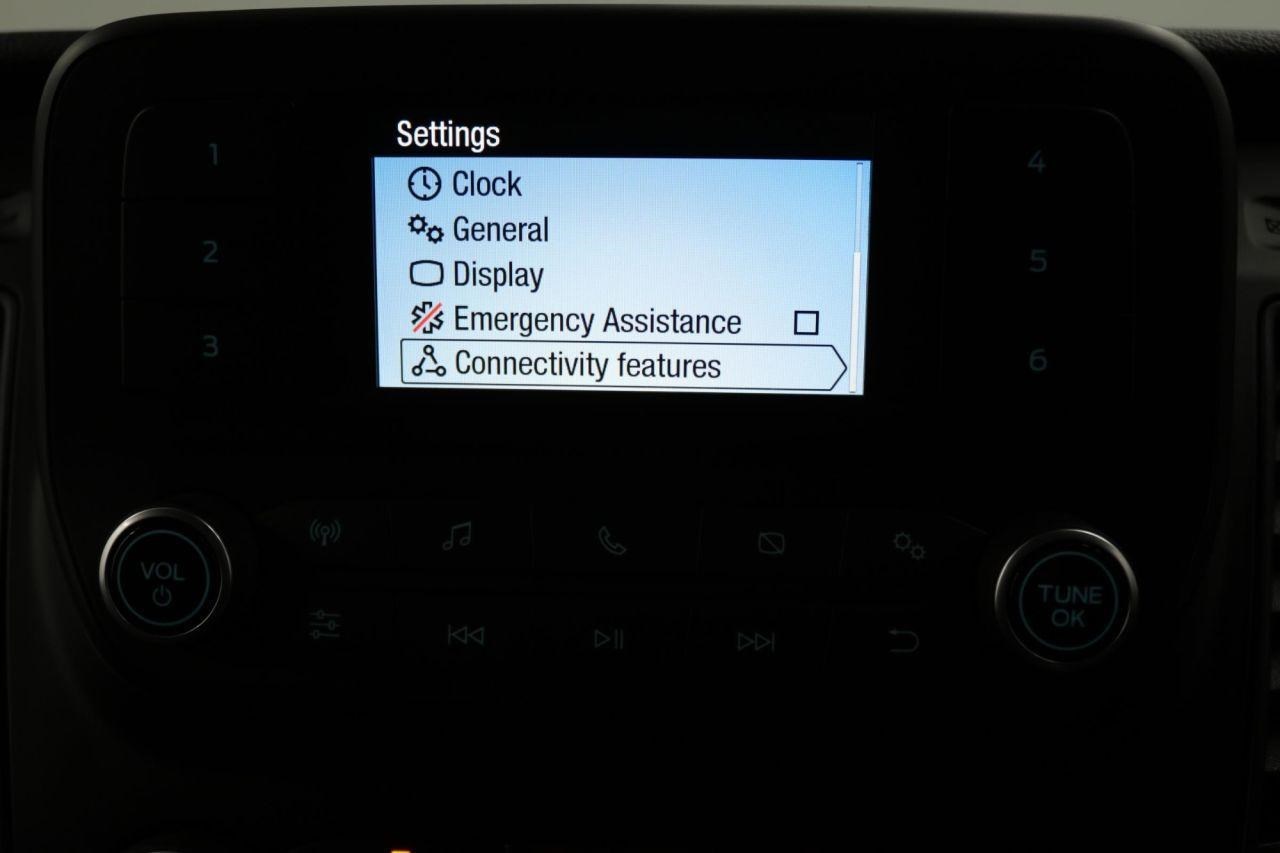 Settings
Clock
General
Display
Emergency Assistance
Connectivity features
1
2
3
4
5
6
VOL
TUNE
OK